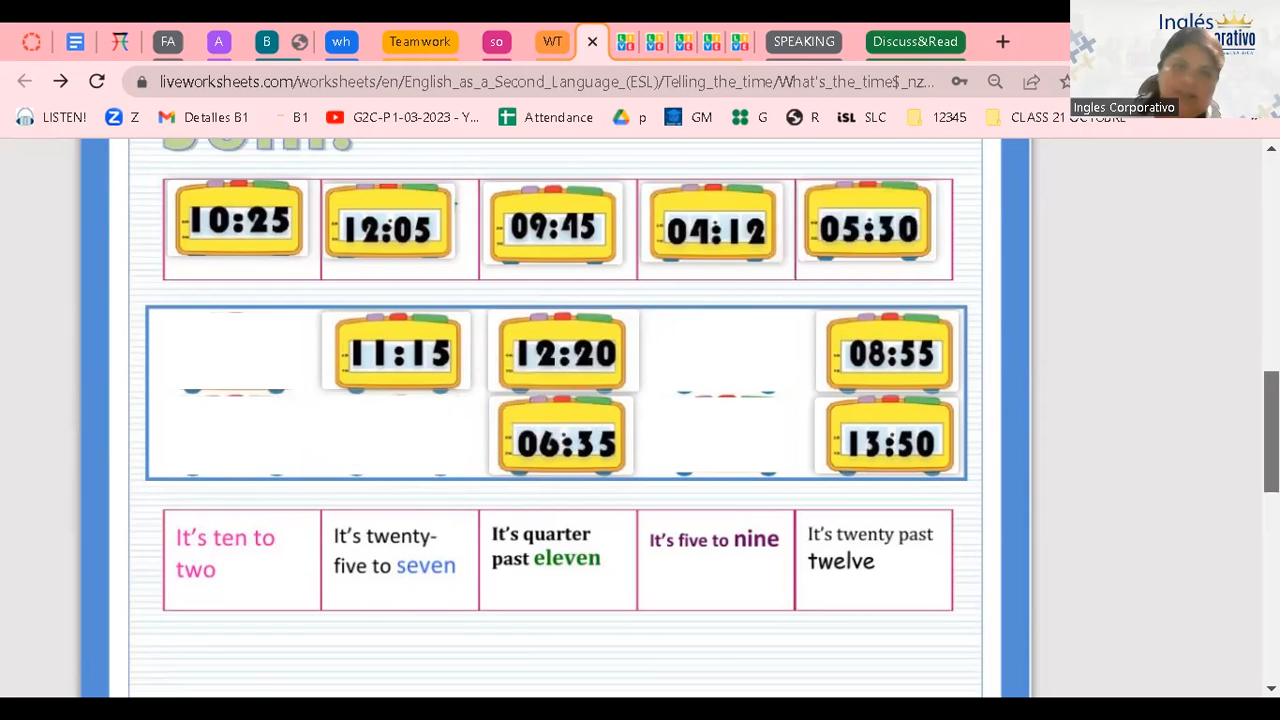 FA
A
B
wh
Teamwork
so
WT
SPEAKING
Discuss&Read
liveworksheets.com/worksheets/en/English_as_a_Second_Language_(ESL)/Telling_the_time/What's_the_time$_nz...
LISTEN!
Z
Detalles B1
B1
G2C-P1-03-2022- Y...
Attendance
p
GM
G
R
iSL
SLC
12345
CLASS 21 OCTUBRE
Inglés
Ingles Corporativo
10:25
12:05
09:45
04:12
05:30
11:15
12:20
08:55
06:35
13:50
It's ten to
two
It's twenty-
five to seven
It's quarter
past eleven
It's five to nine
It's twenty past
twelve